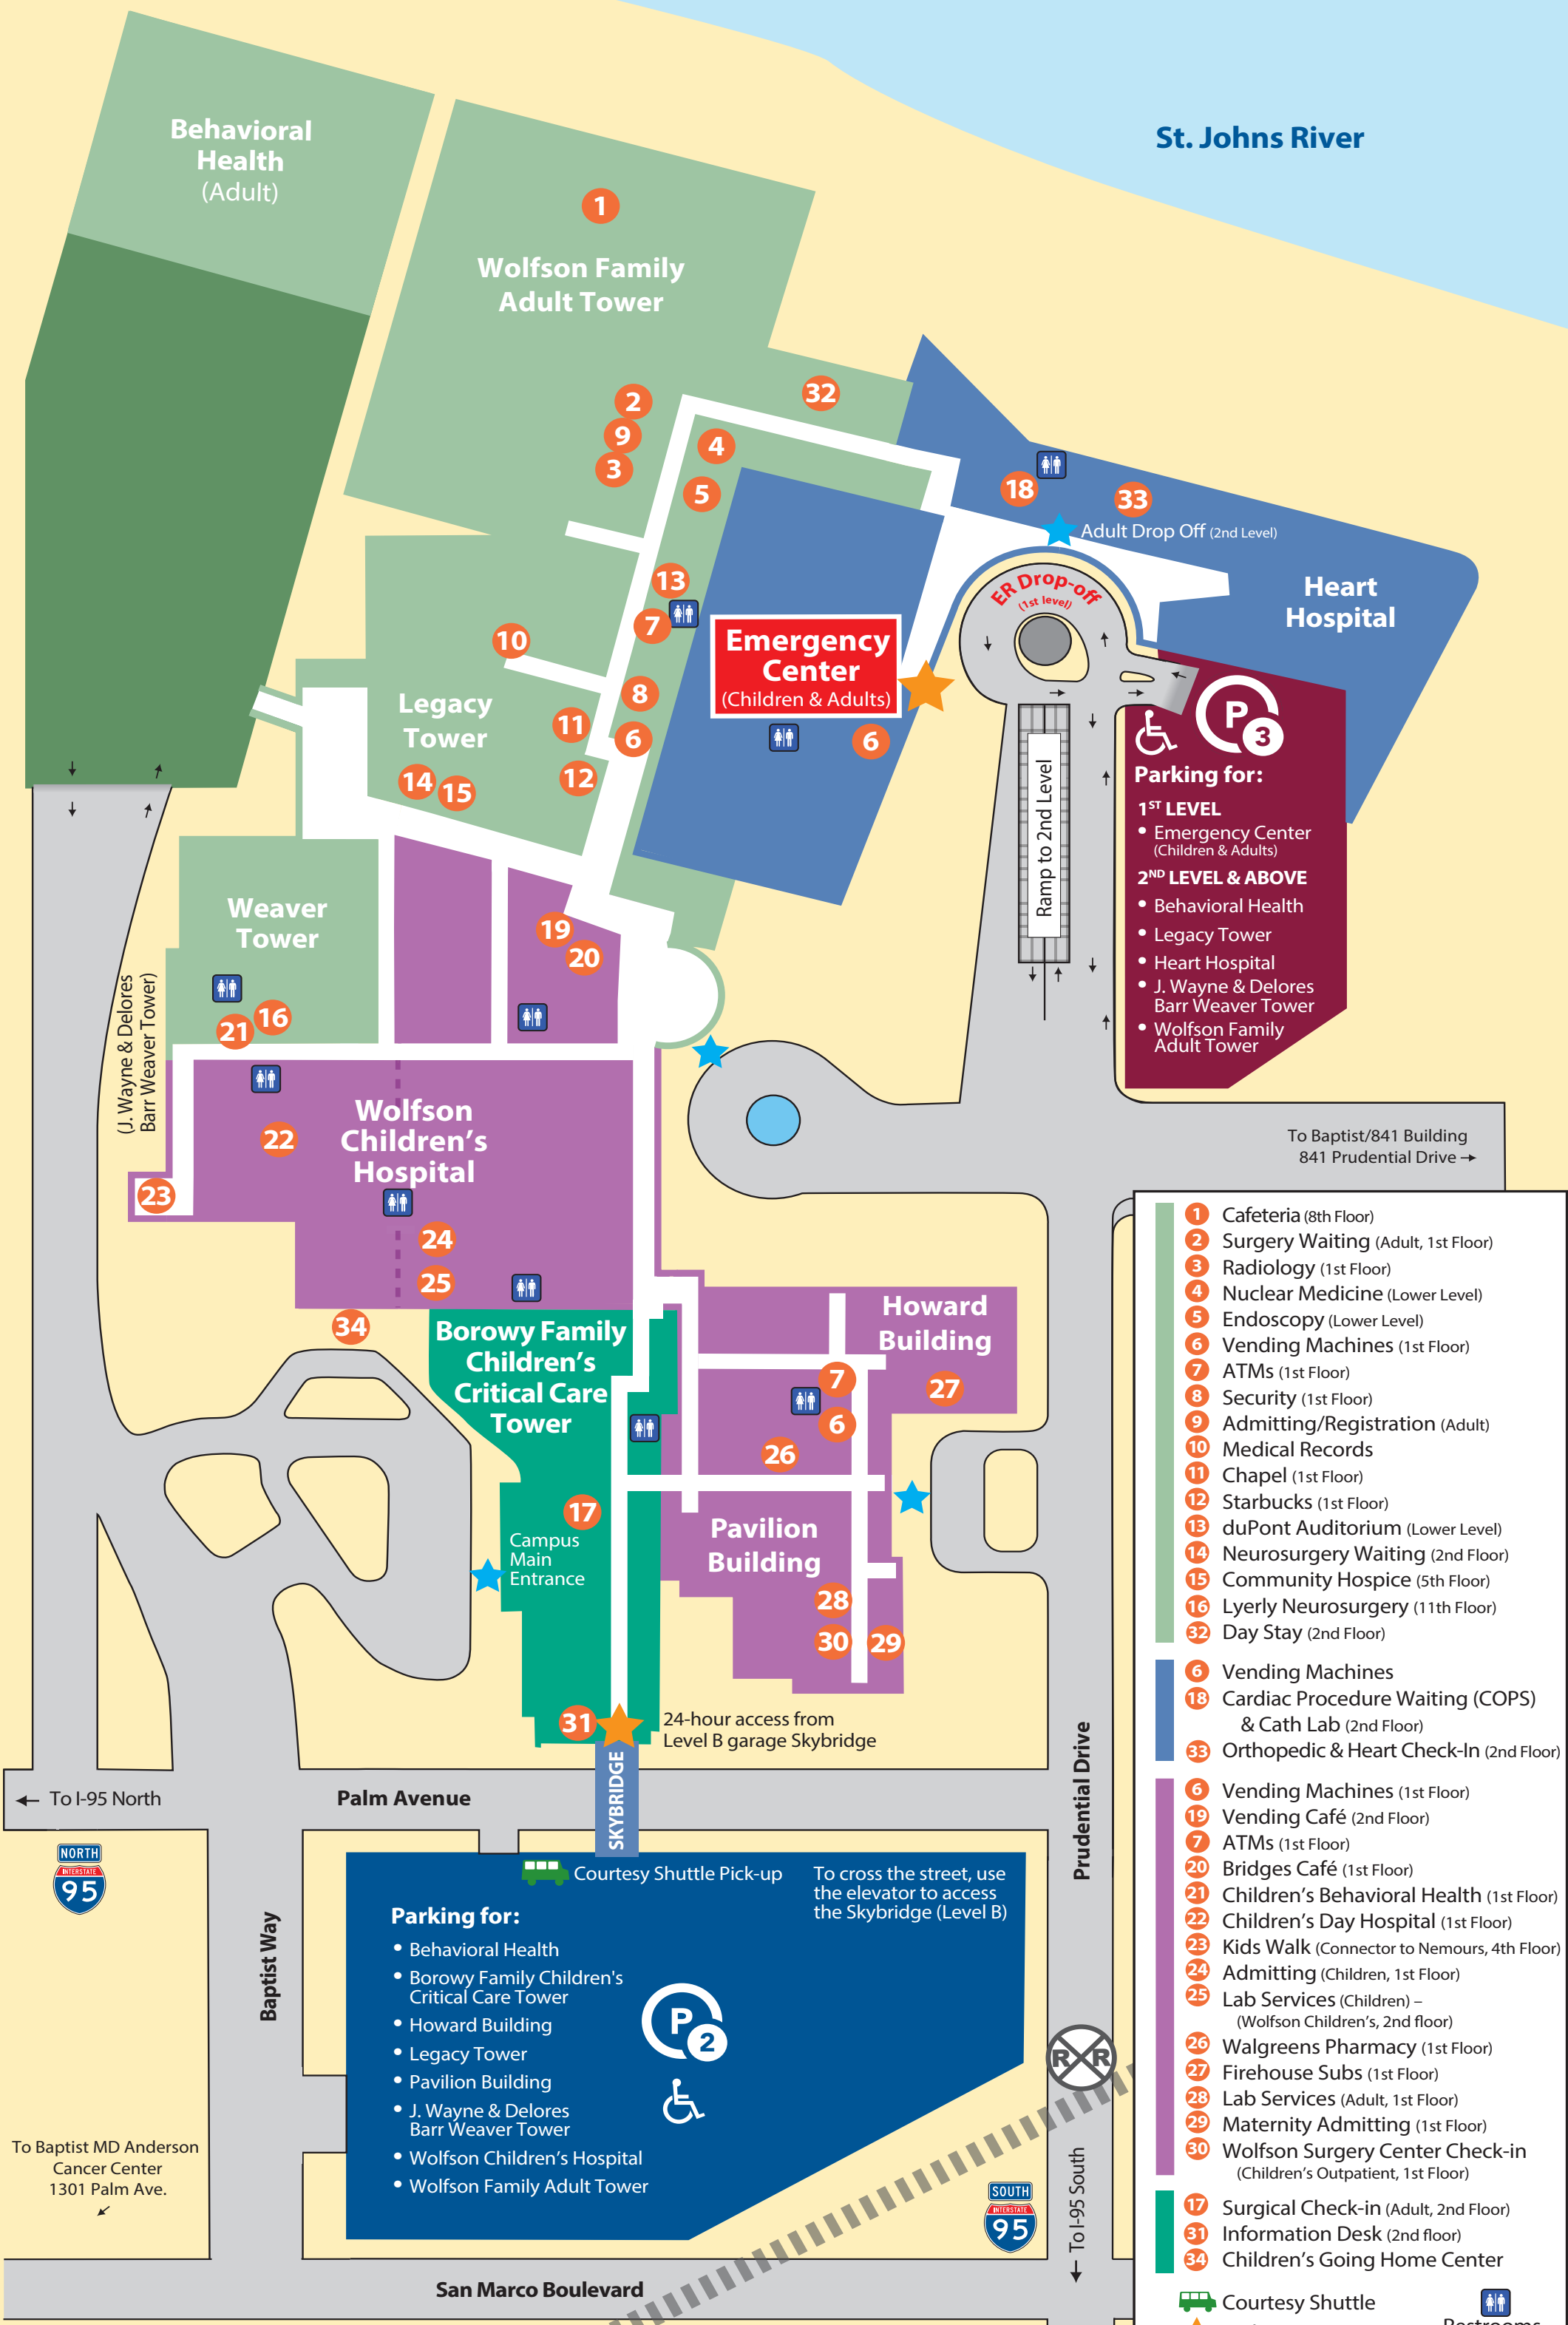 St. Johns River
Behavioral
Health
(Adult)
1
Wolfson Family
Adult Tower
2
9
3
32
4
5
18
33
Adult Drop Off (2nd Level)
Heart
Hospital
ER Drop-off
(1st level)
13
7
10
Emergency
Center
(Children & Adults)
8
6
6
Legacy
Tower
11
12
14
15
Ramp to 2nd Level
P
3
Parking for:
1ST LEVEL
• Emergency Center
(Children & Adults)
2ND LEVEL & ABOVE
• Behavioral Health
• Legacy Tower
• Heart Hospital
• J. Wayne & Delores
Barr Weaver Tower
• Wolfson Family
Adult Tower
Weaver
Tower
19
20
21
16
(J. Wayne & Delores
Barr Weaver Tower)
Wolfson
Children's
Hospital
22
23
24
25
34
To Baptist/841 Building
841 Prudential Drive →
Borowy Family
Children's
Critical Care
Tower
Howard
Building
7
27
6
26
17
Campus
Main
Entrance
Pavilion
Building
28
30
29
31
24-hour access from
Level B garage Skybridge
SKYBRIDGE
← To I-95 North
Palm Avenue
Prudential Drive
NORTH
INTERSTATE
95
Courtesy Shuttle Pick-up
To cross the street, use
the elevator to access
the Skybridge (Level B)
Parking for:
• Behavioral Health
• Borowy Family Children's
Critical Care Tower
• Howard Building
• Legacy Tower
• Pavilion Building
• J. Wayne & Delores
Barr Weaver Tower
• Wolfson Children's Hospital
• Wolfson Family Adult Tower
P
2
Baptist Way
To Baptist MD Anderson
Cancer Center
1301 Palm Ave.
R R
SOUTH
INTERSTATE
95
← To I-95 South
San Marco Boulevard
1 Cafeteria (8th Floor)
2 Surgery Waiting (Adult, 1st Floor)
3 Radiology (1st Floor)
4 Nuclear Medicine (Lower Level)
5 Endoscopy (Lower Level)
6 Vending Machines (1st Floor)
7 ATMs (1st Floor)
8 Security (1st Floor)
9 Admitting/Registration (Adult)
10 Medical Records
11 Chapel (1st Floor)
12 Starbucks (1st Floor)
13 duPont Auditorium (Lower Level)
14 Neurosurgery Waiting (2nd Floor)
15 Community Hospice (5th Floor)
16 Lyerly Neurosurgery (11th Floor)
32 Day Stay (2nd Floor)
6 Vending Machines
18 Cardiac Procedure Waiting (COPS)
& Cath Lab (2nd Floor)
33 Orthopedic & Heart Check-In (2nd Floor)
6 Vending Machines (1st Floor)
19 Vending Café (2nd Floor)
7 ATMs (1st Floor)
20 Bridges Café (1st Floor)
21 Children's Behavioral Health (1st Floor)
22 Children's Day Hospital (1st Floor)
23 Kids Walk (Connector to Nemours, 4th Floor)
24 Admitting (Children, 1st Floor)
25 Lab Services (Children) –
(Wolfson Children's, 2nd floor)
26 Walgreens Pharmacy (1st Floor)
27 Firehouse Subs (1st Floor)
28 Lab Services (Adult, 1st Floor)
29 Maternity Admitting (1st Floor)
30 Wolfson Surgery Center Check-in
(Children's Outpatient, 1st Floor)
17 Surgical Check-in (Adult, 2nd Floor)
31 Information Desk (2nd floor)
34 Children's Going Home Center
Courtesy Shuttle